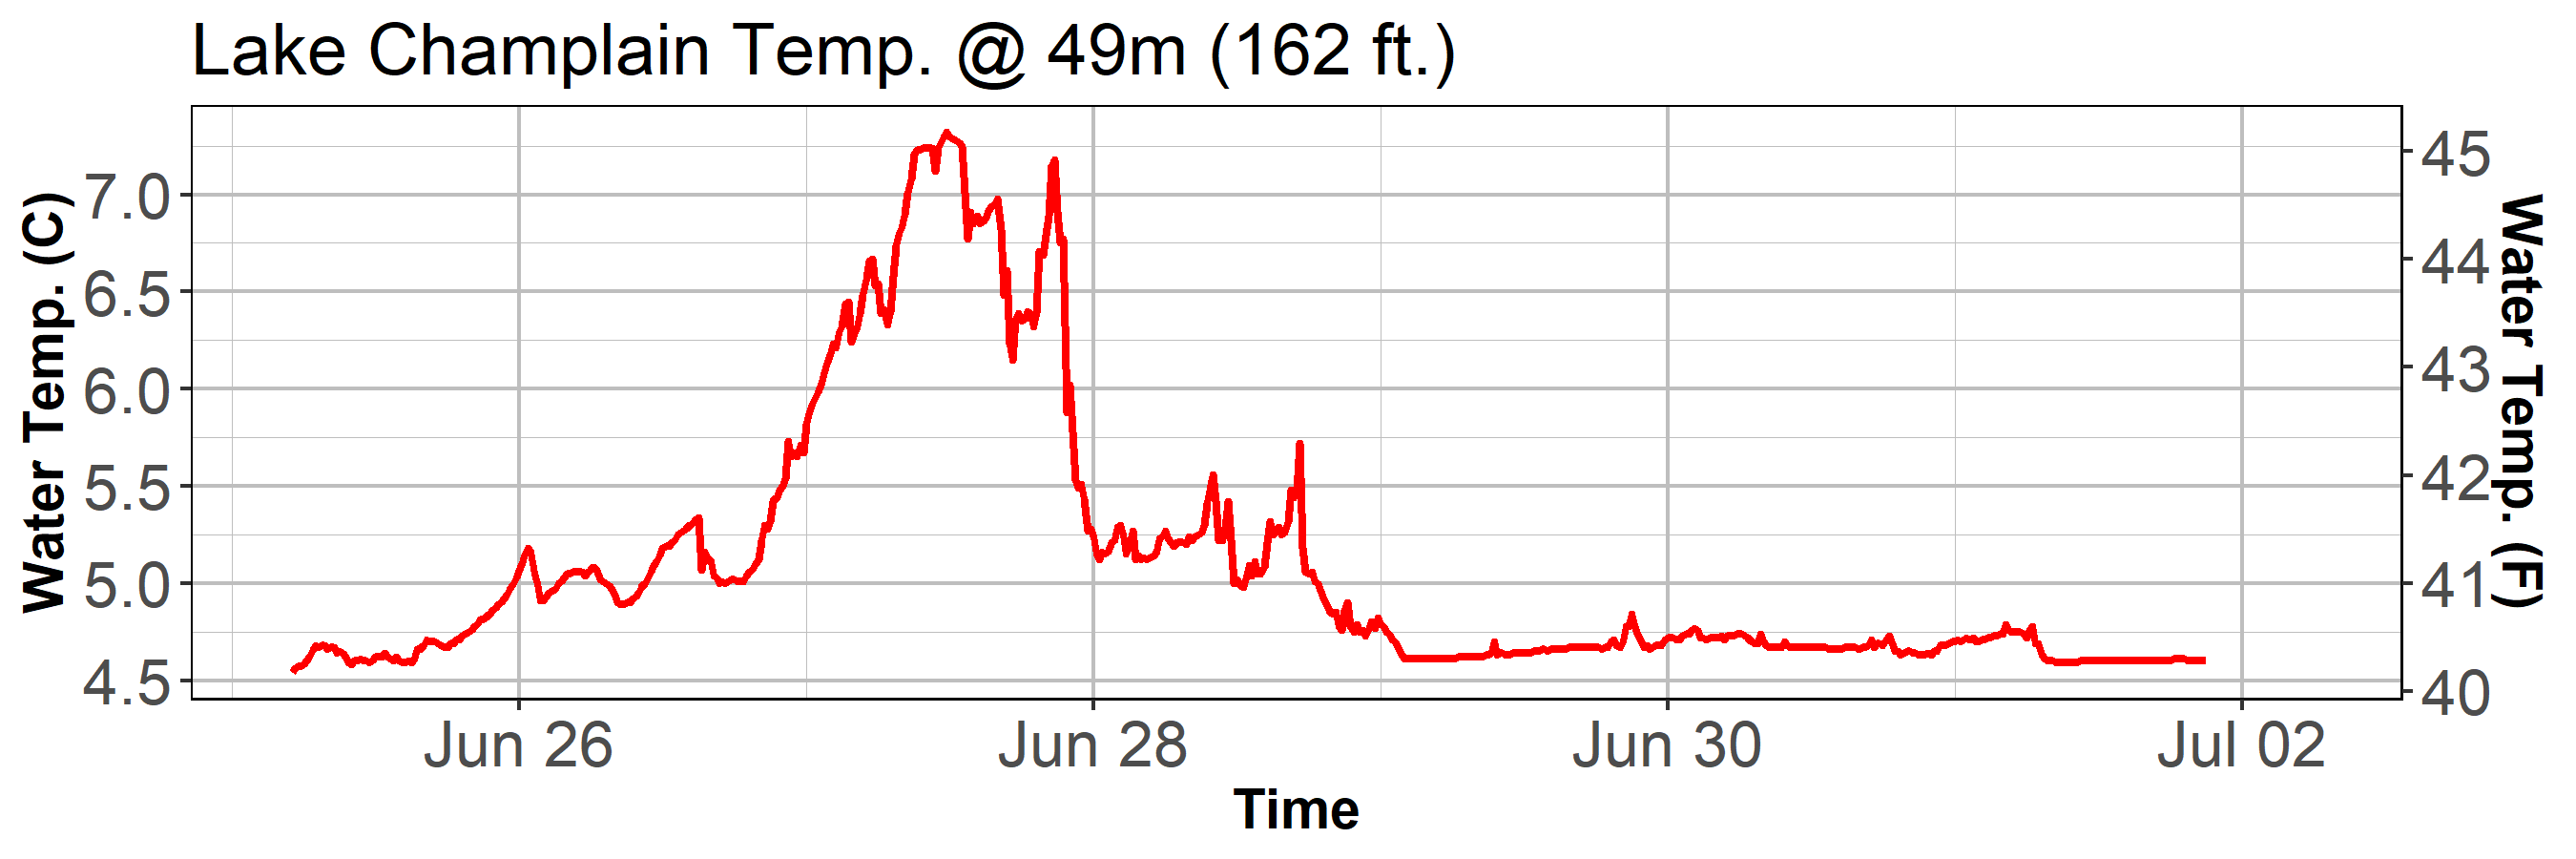 Lake Champlain Temp. @ 49m (162 ft.)
Water Temp. (C)
7.0
6.5
6.0
5.5
5.0
4.5
45
44
43
42
41
40
Water Temp. (F)
Jun 26
Jun 28
Jun 30
Jul 02
Time